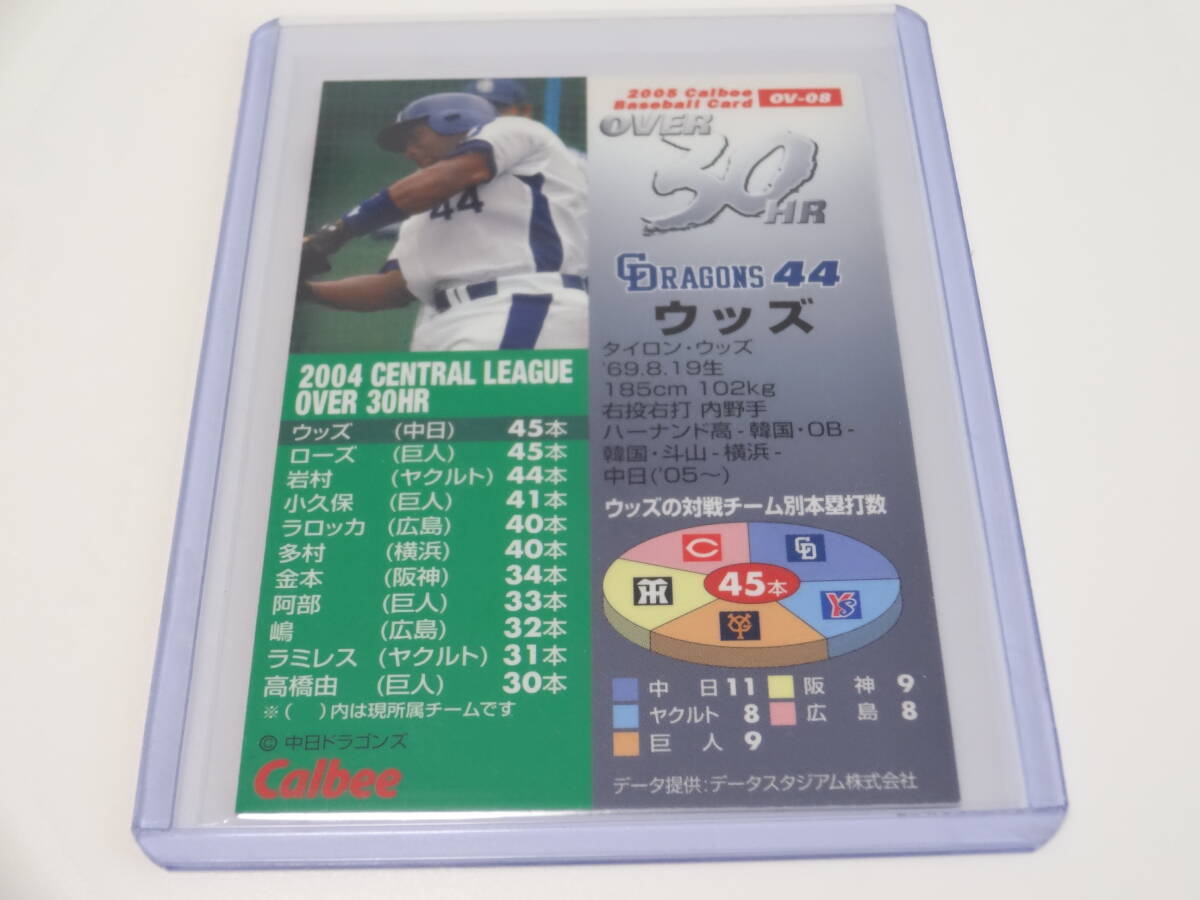 44
2004 CENTRAL LEAGUE
OVER 30HR
ウッズ (中日) 45本
ローズ (巨人) 45本
岩村 (ヤクルト) 44本
小久保 (巨人) 41本
ラロッカ (広島) 40本
多村 (横浜) 40本
金本 (阪神) 34本
阿部 (巨人) 33本
嶋 (広島) 32本
ラミレス (ヤクルト) 31本
高橋由 (巨人) 30本
※( )内は現所属チームです
© 中日ドラゴンズ
Calbee
2005 Calbee
Baseball Card OV-08
OVER
30
HR
CD DRAGONS 44
ウッズ
タイロン・ウッズ
'69.8.19生
185cm 102kg
右投右打 内野手
ハーナンド高-韓国・OB-
韓国・斗山-横浜-
中日('05～)
ウッズの対戦チーム別本塁打数
C
CD
HT
45本
YS
YG
中日 11 阪神 9
ヤクルト 8 広島 8
巨人 9
データ提供:データスタジアム株式会社